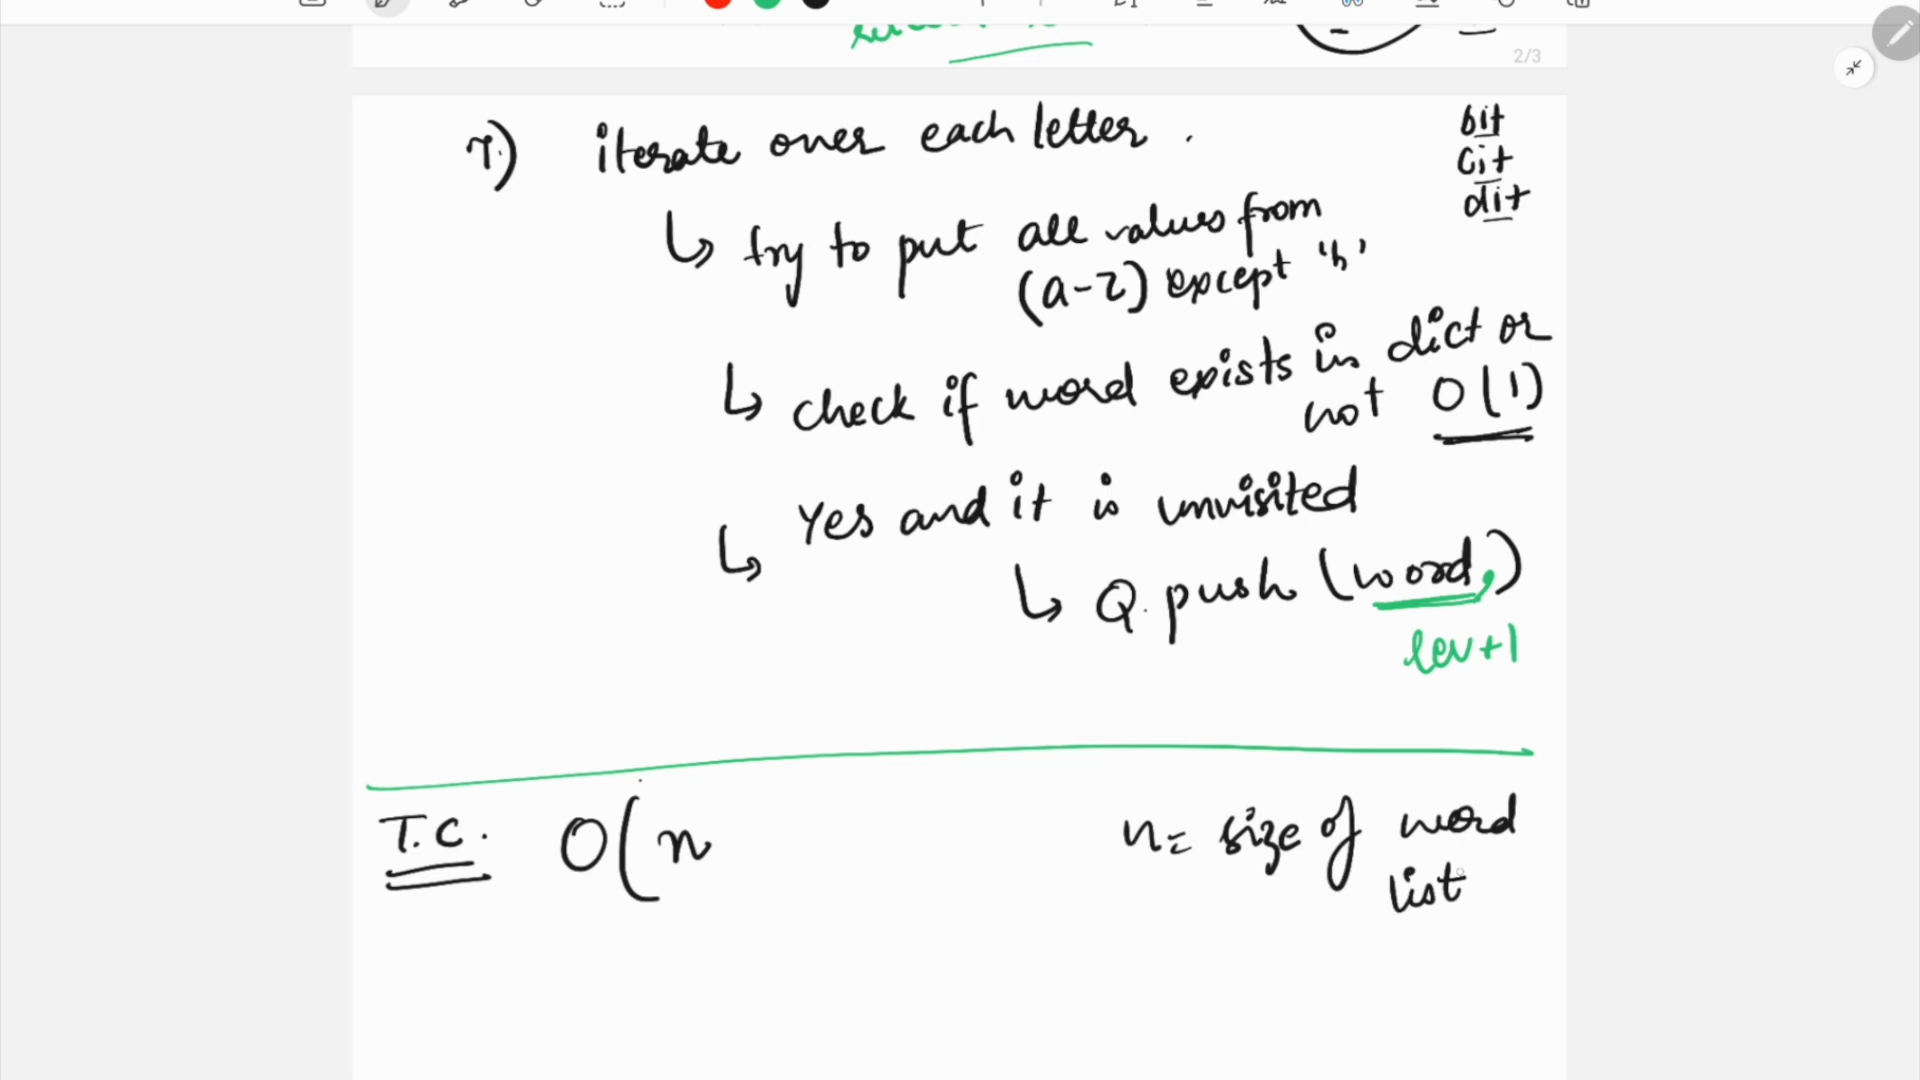 2/3
7.) iterate over each letter.
bit
cit
dit
↳ try to put all values from
(a-z) except 'h'
↳ check if word exists in dict or
not O(1)
↳ Yes and it is unvisited
↳ Q.push (word,)
lev+1
T.C. O(n
n= size of word
list